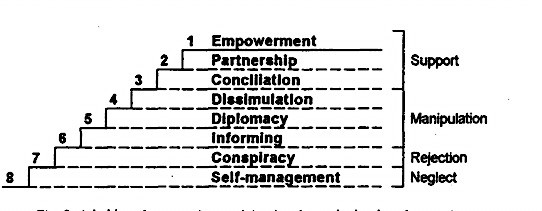 1 Empowerment
2 Partnership Support
3 Conciliation
4 Dissimulation
5 Diplomacy Manipulation
6 Informing
7 Conspiracy Rejection
8 Self-management Neglect